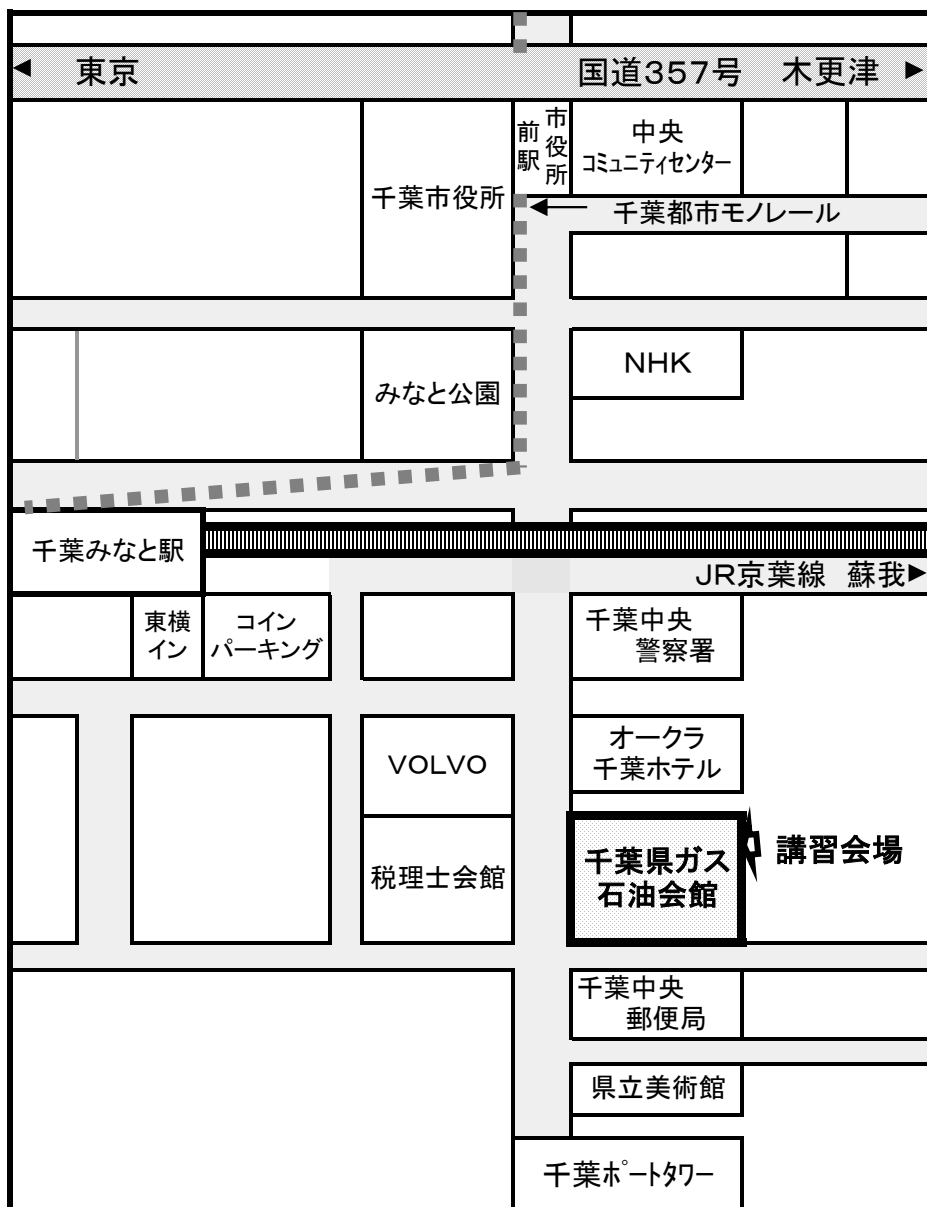 ◀ 東京
国道357号 木更津 ▶
市役所
前駅
中央
コミュニティセンター
千葉市役所
千葉都市モノレール
NHK
みなと公園
千葉みなと駅
JR京葉線 蘇我▶
東横
イン
コイン
パーキング
千葉中央
警察署
VOLVO
オークラ
千葉ホテル
税理士会館
千葉県ガス
石油会館
講習会場
千葉中央
郵便局
県立美術館
千葉ポートタワー